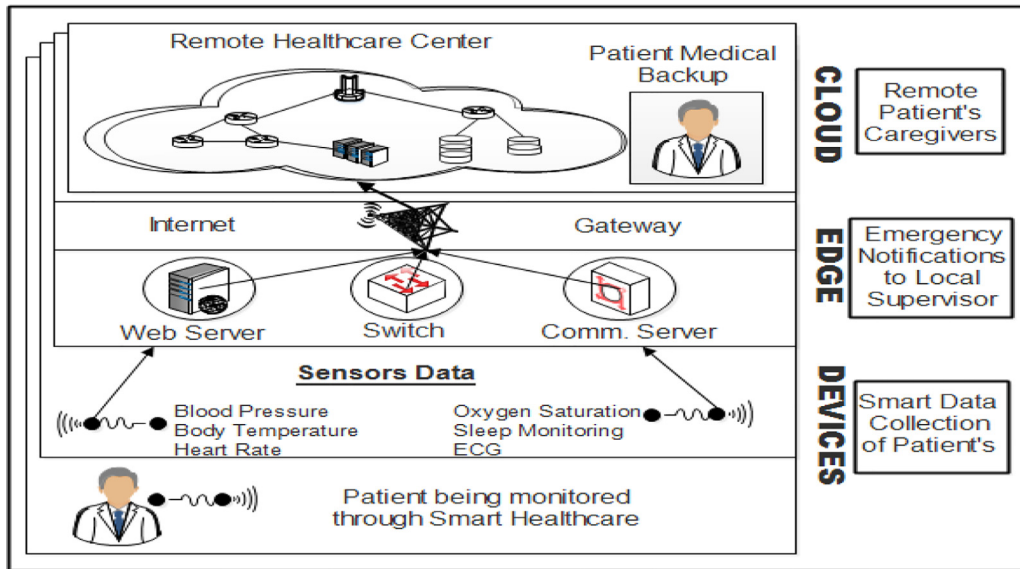 Remote Healthcare Center
Patient Medical
Backup
CLOUD
Remote
Patient's
Caregivers
Internet
Gateway
EDGE
Emergency
Notifications
to Local
Supervisor
Web Server
Switch
Comm. Server
Sensors Data
Blood Pressure
Body Temperature
Heart Rate
Oxygen Saturation
Sleep Monitoring
ECG
DEVICES
Smart Data
Collection
of Patient's
Patient being monitored
through Smart Healthcare